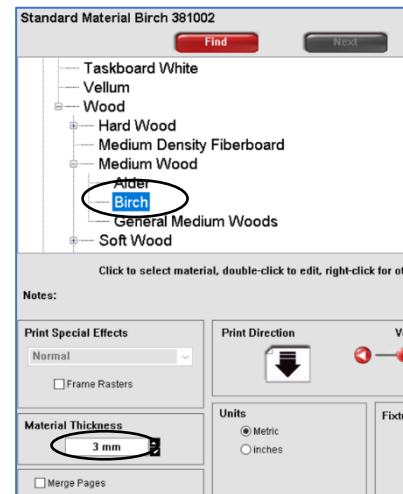 Standard Material Birch 381002
Find Next
Taskboard White
Vellum
Wood
Hard Wood
Medium Density Fiberboard
Medium Wood
Alder
Birch
General Medium Woods
Soft Wood
Click to select material, double-click to edit, right-click for
Notes:
Print Special Effects
Normal
Frame Rasters
Print Direction
Material Thickness
3 mm
Units
Metric
inches
Merge Pages